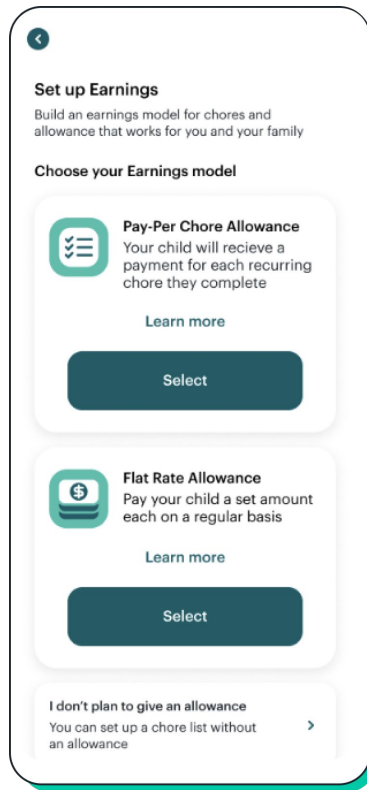 Set up Earnings
Build an earnings model for chores and
allowance that works for you and your family
Choose your Earnings model
Pay-Per Chore Allowance
Your child will recieve a
payment for each recurring
chore they complete
Learn more
Select
Flat Rate Allowance
Pay your child a set amount
each on a regular basis
Learn more
Select
I don't plan to give an allowance
You can set up a chore list without
an allowance